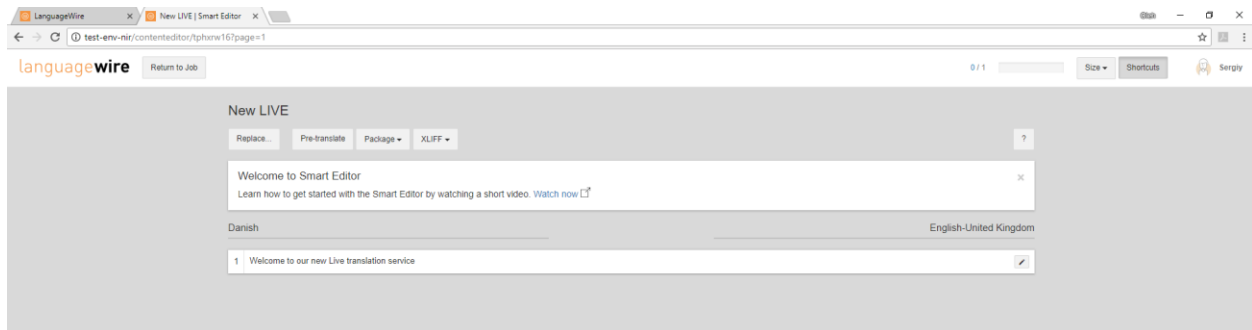 LanguageWire
New LIVE | Smart Editor
test-env-nir/contenteditor/tphxrw16?page=1
languagewire Return to Job 0 / 1 Size Shortcuts Sergiy
New LIVE
Replace... Pre-translate Package XLIFF ?
Welcome to Smart Editor
Learn how to get started with the Smart Editor by watching a short video. Watch now
Danish English-United Kingdom
1 Welcome to our new Live translation service